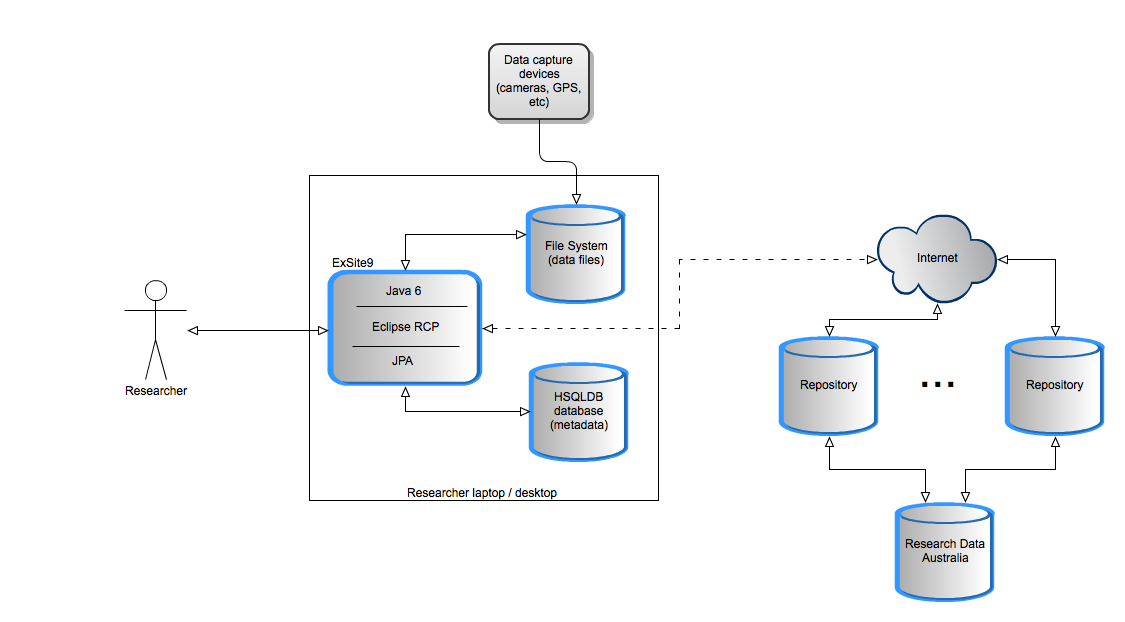 Data capture
devices
(cameras, GPS,
etc)
File System
(data files)
ExSite9
Java 6
Eclipse RCP
JPA
HSQLDB
database
(metadata)
Researcher laptop / desktop
Researcher
Internet
Repository
...
Repository
Research Data
Australia